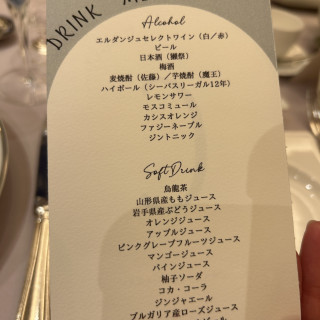 DRINK ME
Alcohol
エルダンジュセレクトワイン（白／赤）
ビール
日本酒（獺祭）
梅酒
麦焼酎（佐藤）／芋焼酎（魔王）
ハイボール（シーバスリーガル12年）
レモンサワー
モスコミュール
カシスオレンジ
ファジーネーブル
ジントニック
Soft Drink
烏龍茶
山形県産ももジュース
岩手県産ぶどうジュース
オレンジジュース
アップルジュース
ピンクグレープフルーツジュース
マンゴージュース
パインジュース
柚子ソーダ
コカ・コーラ
ジンジャエール
ブルガリア産ローズジュース